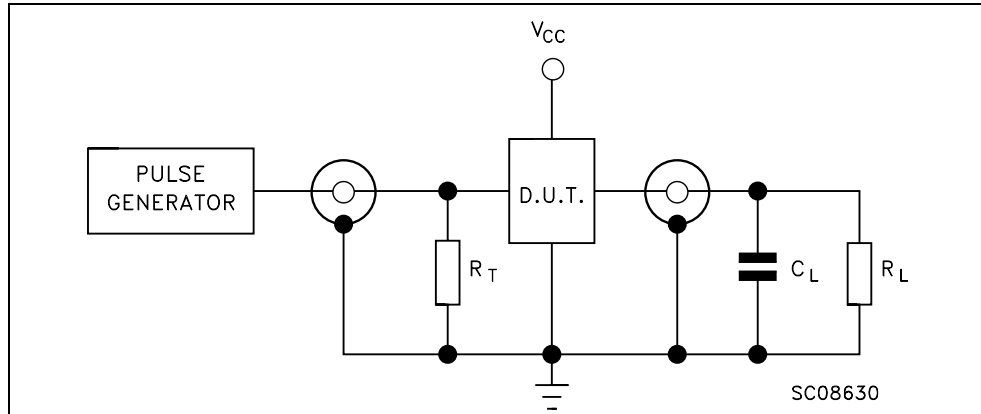 VCC
PULSE
GENERATOR
D.U.T.
RT
CL
RL
SC08630